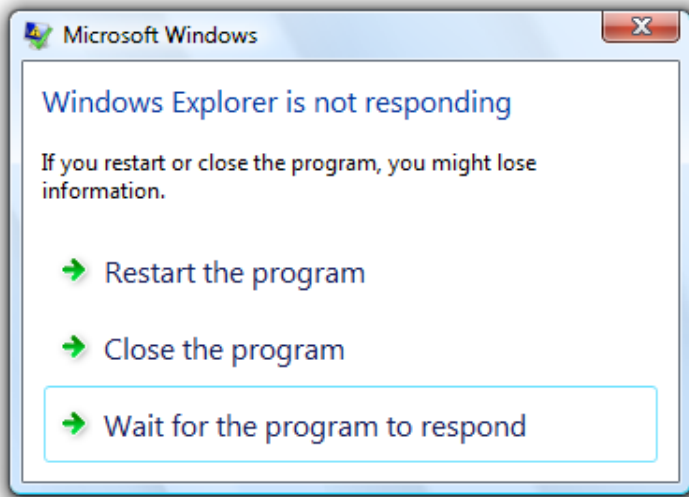 Microsoft Windows
Windows Explorer is not responding
If you restart or close the program, you might lose
information.
Restart the program
Close the program
Wait for the program to respond